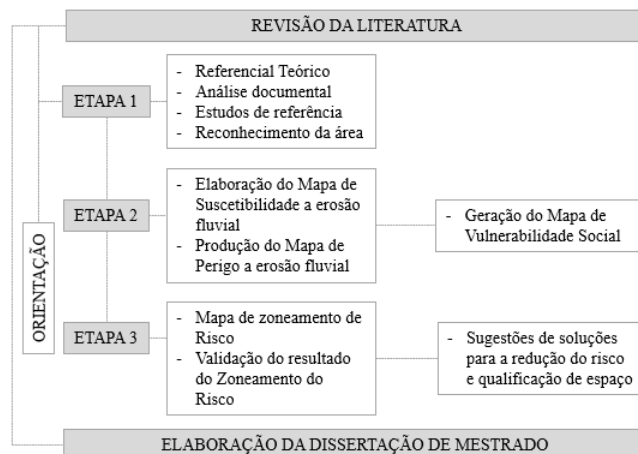 REVISÃO DA LITERATURA
ORIENTAÇÃO
ETAPA 1
- Referencial Teórico
- Análise documental
- Estudos de referência
- Reconhecimento da área
ETAPA 2
- Elaboração do Mapa de
Suscetibilidade a erosão
fluvial
- Produção do Mapa de
Perigo a erosão fluvial
- Geração do Mapa de
Vulnerabilidade Social
ETAPA 3
- Mapa de zoneamento de
Risco
- Validação do resultado
do Zoneamento do
Risco
- Sugestões de soluções
para a redução do risco
e qualificação de espaço
ELABORAÇÃO DA DISSERTAÇÃO DE MESTRADO